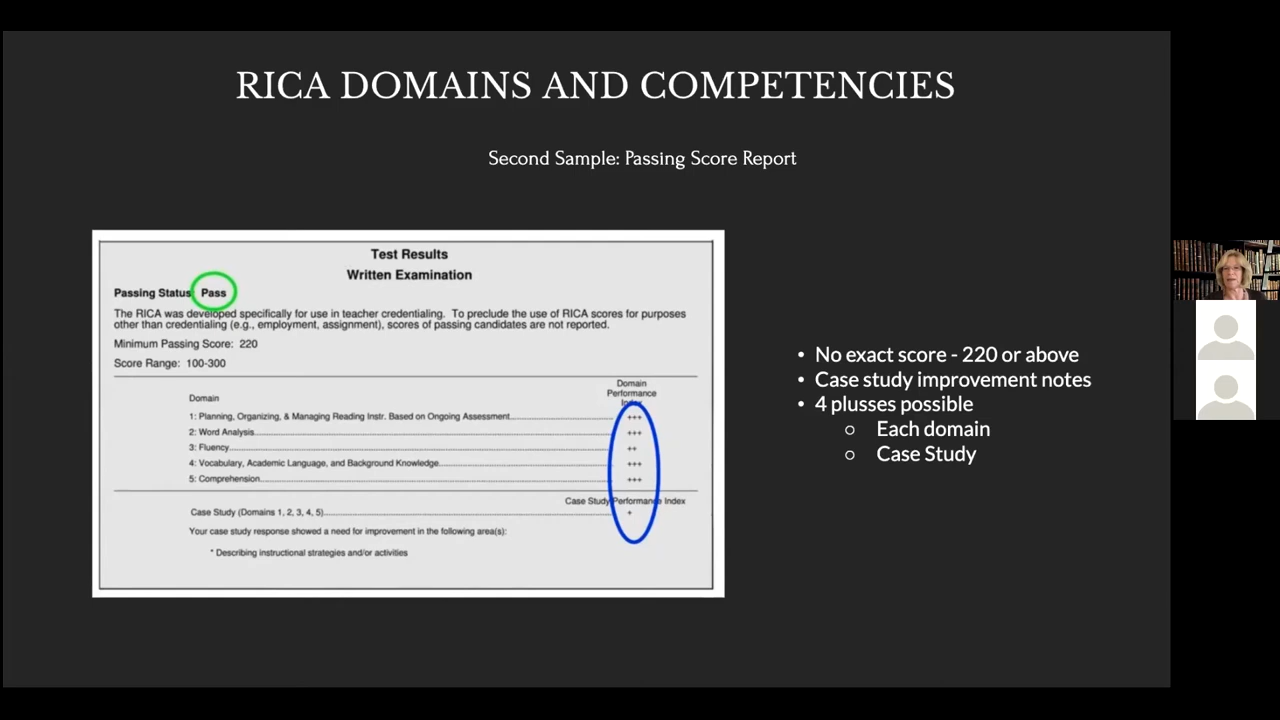 RICA DOMAINS AND COMPETENCIES
Second Sample: Passing Score Report
Test Results
Written Examination
Passing Status Pass
The RICA was developed specifically for use in teacher credentialing. To preclude the use of RICA scores for purposes
other than credentialing (e.g., employment, assignment), scores of passing candidates are not reported.
Minimum Passing Score: 220
Score Range: 100-300
Domain
Performance
Index
Domain
1: Planning, Organizing, & Managing Reading Instr. Based on Ongoing Assessment +++
2: Word Analysis +++
3: Fluency ++
4: Vocabulary, Academic Language, and Background Knowledge +++
5: Comprehension +++
Case Study Performance Index
Case Study (Domains 1, 2, 3, 4, 5) +
Your case study response showed a need for improvement in the following area(s):
* Describing instructional strategies and/or activities
• No exact score - 220 or above
• Case study improvement notes
• 4 plusses possible
○ Each domain
○ Case Study